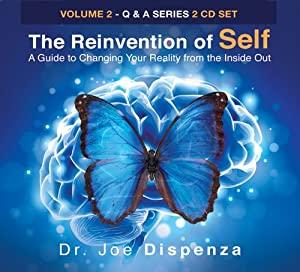 VOLUME 2 - Q & A SERIES 2 CD SET
The Reinvention of Self
A Guide to Changing Your Reality from the Inside Out
Dr. Joe Dispenza